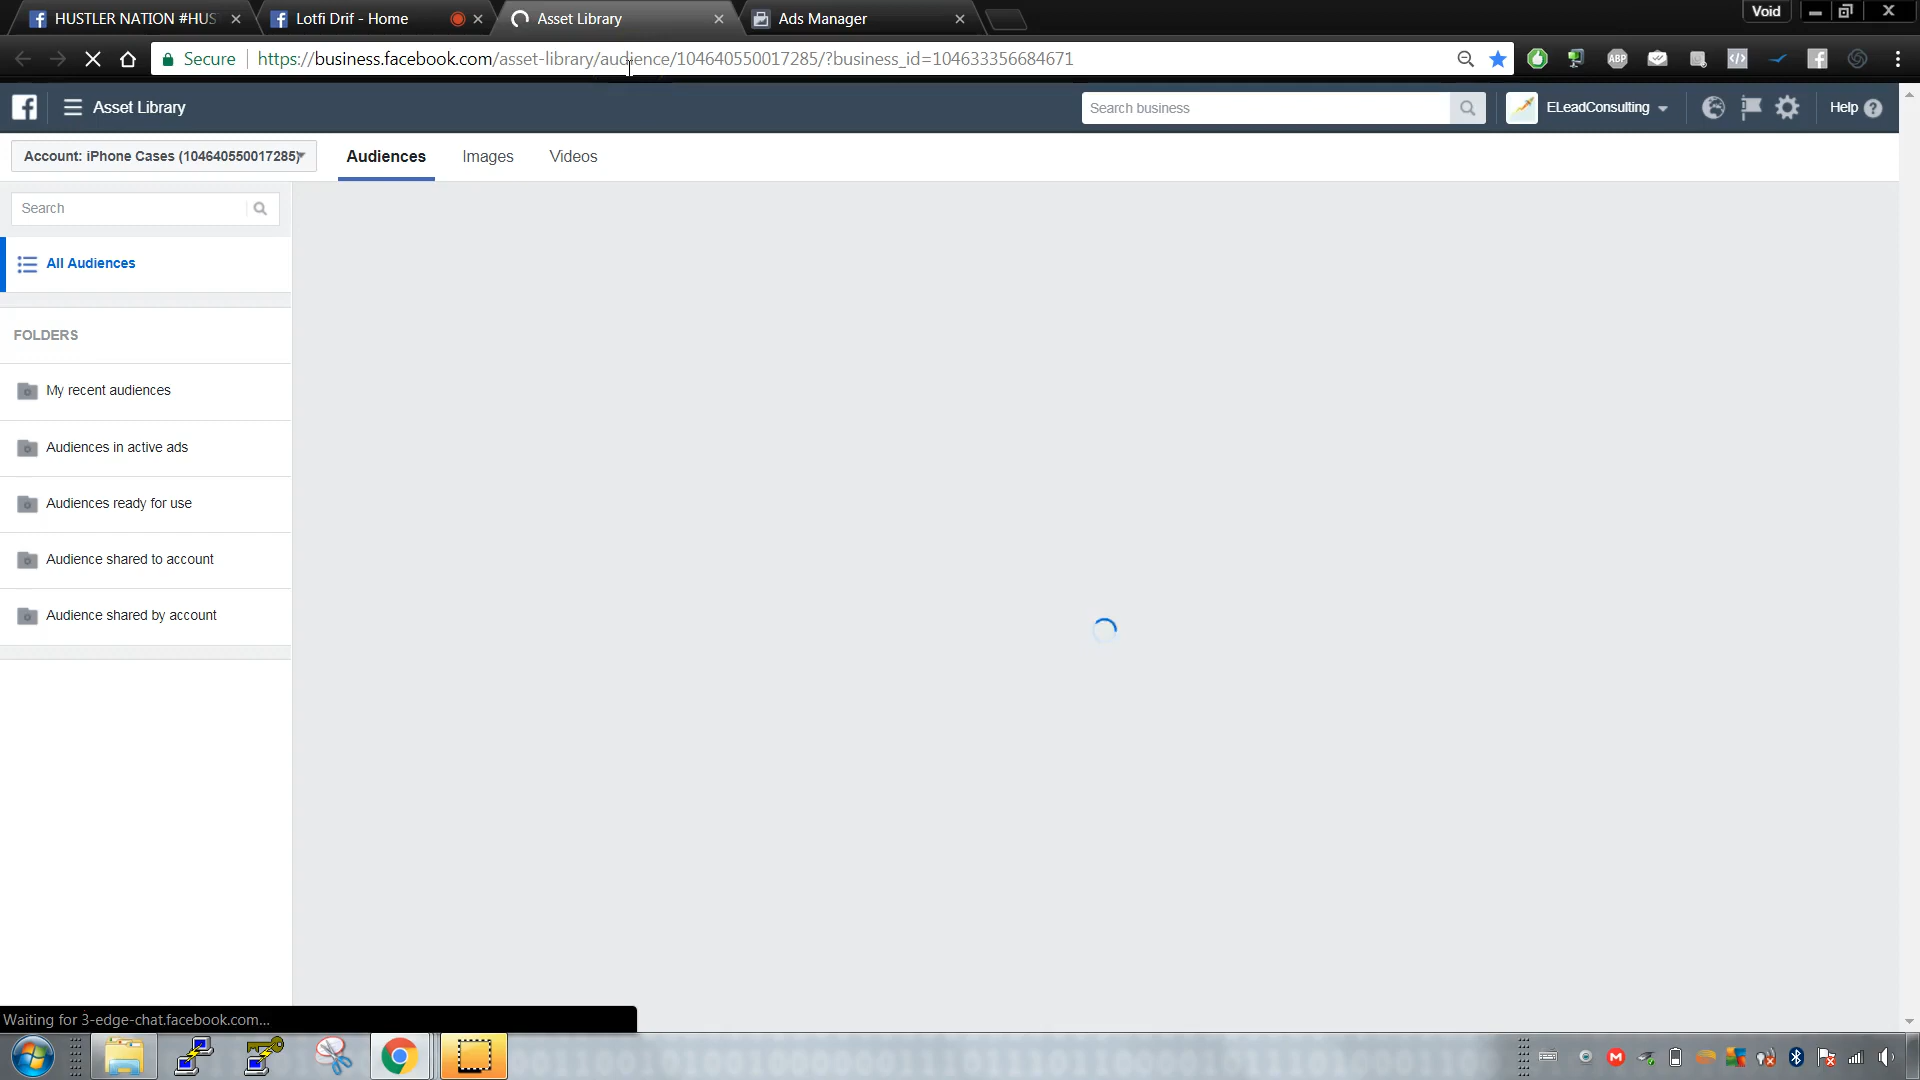 HUSTLER NATION #HUS
Lotfi Drif - Home
Asset Library
Ads Manager
Void
Secure
https://business.facebook.com/asset-library/audience/104640550017285/?business_id=104633356684671
ABP
Asset Library
Search business
ELeadConsulting
Help
Account: iPhone Cases (104640550017285)
Audiences
Images
Videos
Search
All Audiences
FOLDERS
My recent audiences
Audiences in active ads
Audiences ready for use
Audience shared to account
Audience shared by account
Waiting for 3-edge-chat.facebook.com...